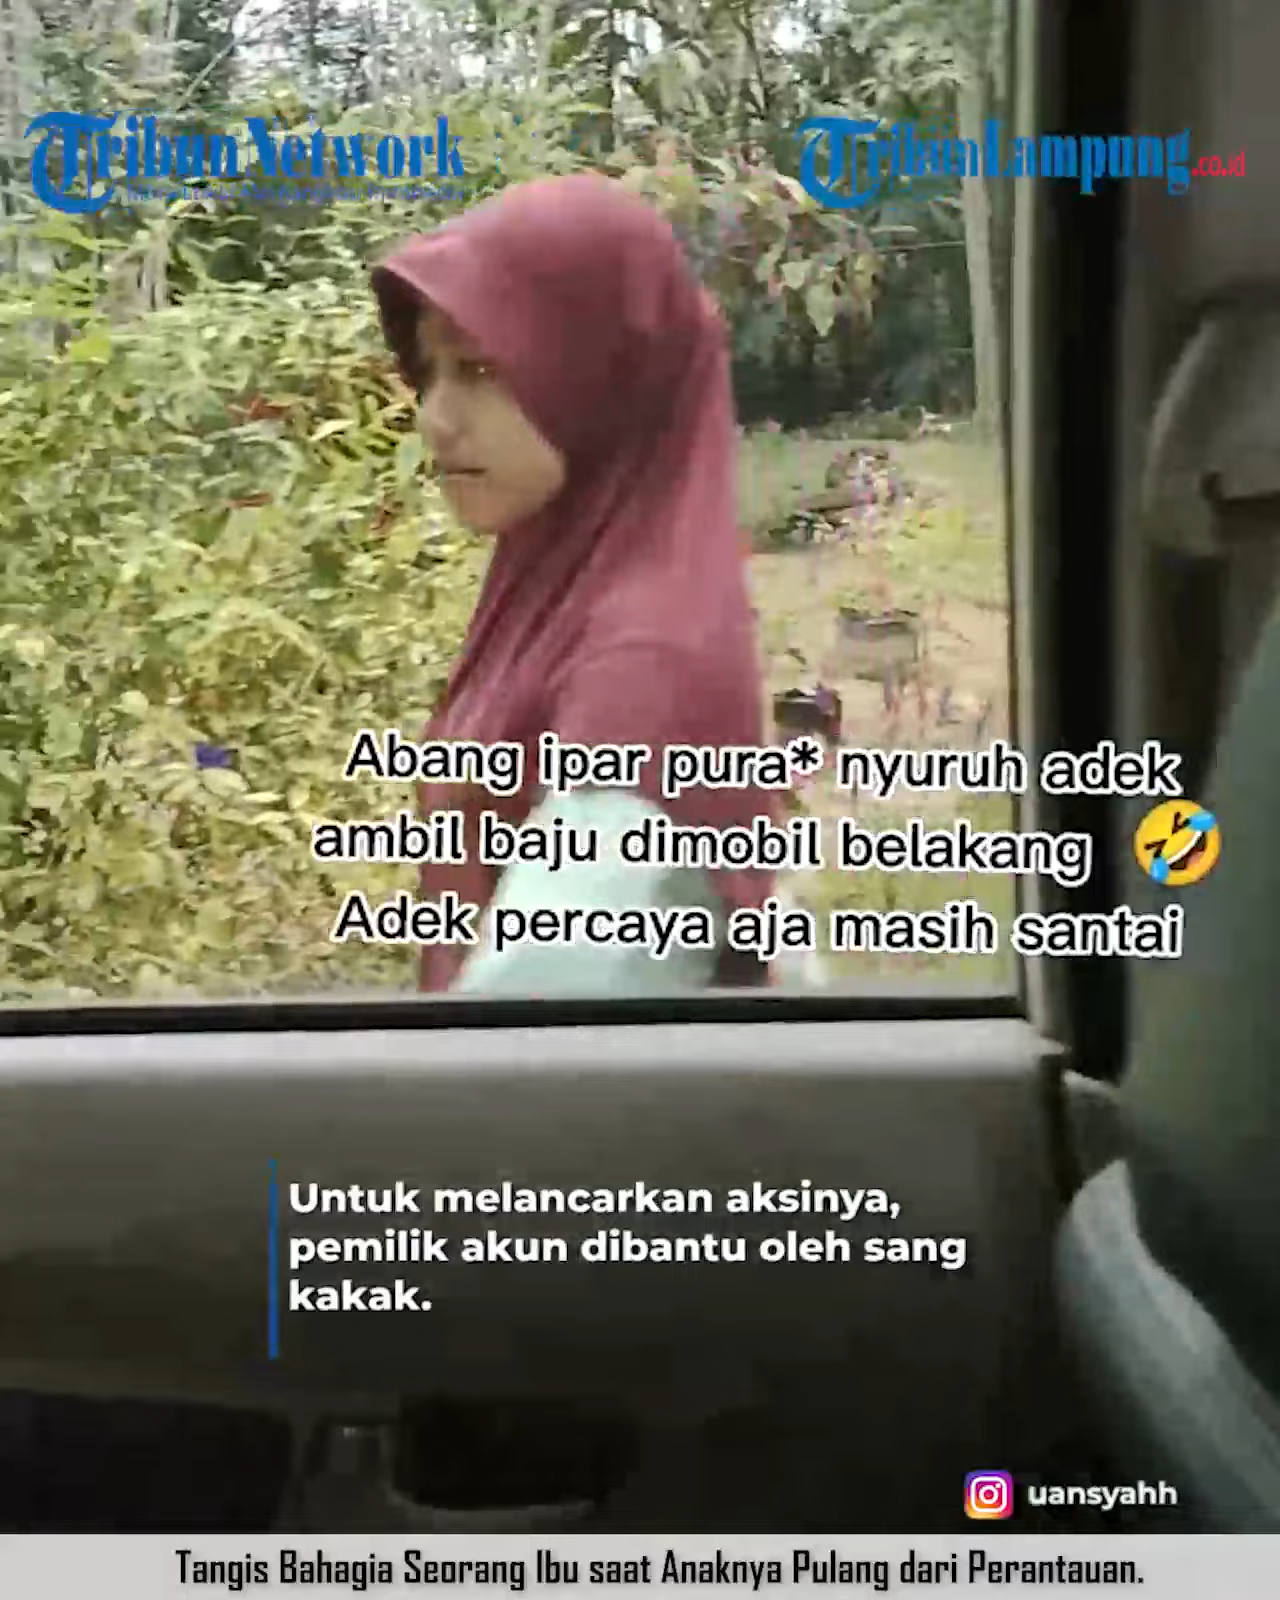 TribunNetwork
TribunLampung.co.id
Abang ipar pura* nyuruh adek
ambil baju dimobil belakang 🤣
Adek percaya aja masih santai
Untuk melancarkan aksinya,
pemilik akun dibantu oleh sang
kakak.
uansyahh
Tangis Bahagia Seorang Ibu saat Anaknya Pulang dari Perantauan.